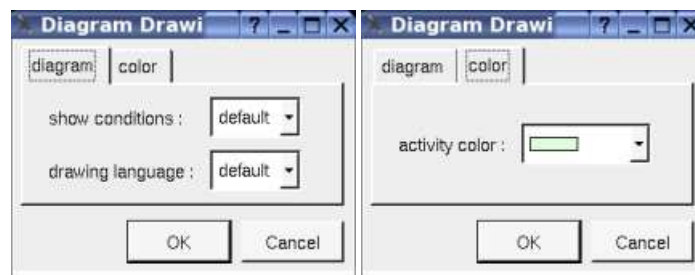 Diagram Drawi ? _ X
diagram color
show conditions : default
drawing language : default
OK Cancel
Diagram Drawi ? _ X
diagram color
activity color :
OK Cancel